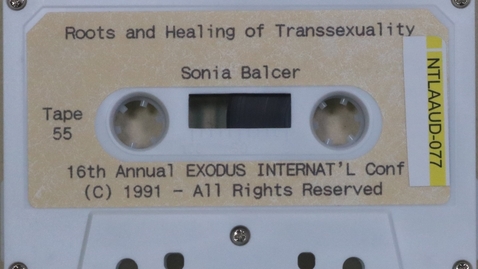 Roots and Healing of Transsexuality
Sonia Balcer
Tape
55
16th Annual EXODUS INTERNAT'L Conf
(C) 1991 - All Rights Reserved
NTLAAUD-077